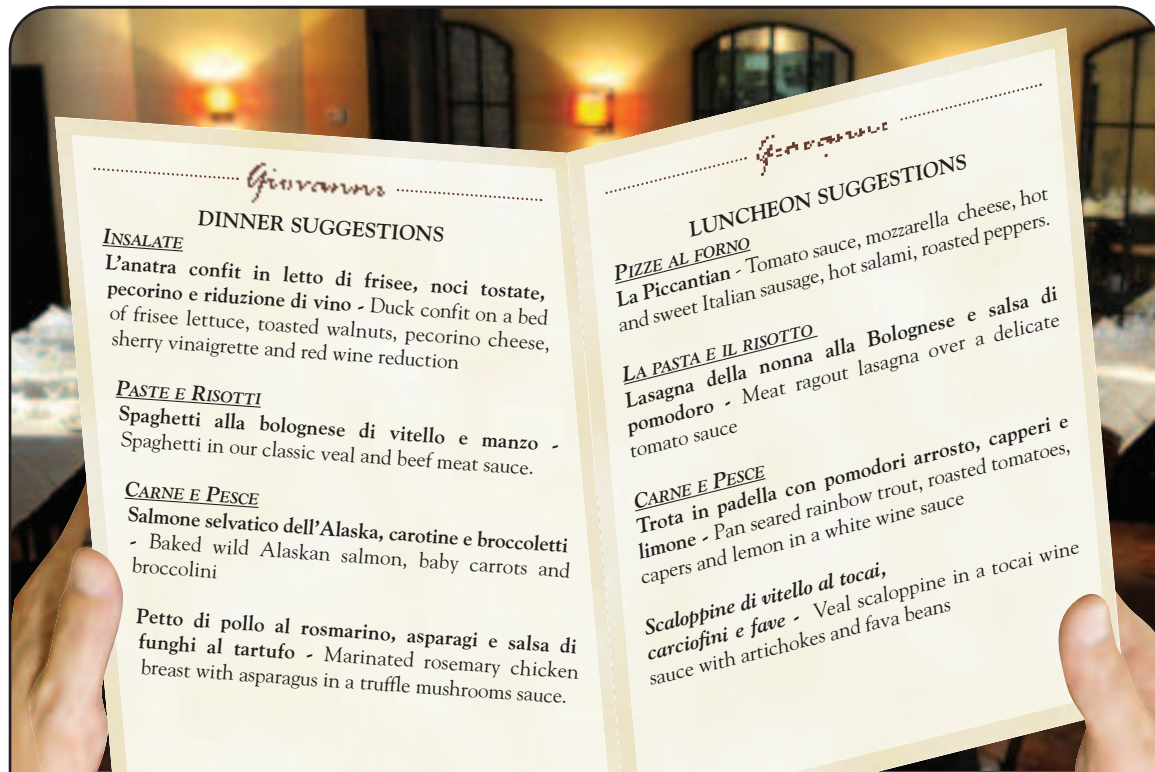 Giovanni
DINNER SUGGESTIONS
INSALATE
L'anatra confit in letto di frisee, noci tostate,
pecorino e riduzione di vino - Duck confit on a bed
of frisee lettuce, toasted walnuts, pecorino cheese,
sherry vinaigrette and red wine reduction
PASTE E RISOTTI
Spaghetti alla bolognese di vitello e manzo -
Spaghetti in our classic veal and beef meat sauce.
CARNE E PESCE
Salmone selvatico dell'Alaska, carotine e broccoletti
- Baked wild Alaskan salmon, baby carrots and
broccolini
Petto di pollo al rosmarino, asparagi e salsa di
funghi al tartufo - Marinated rosemary chicken
breast with asparagus in a truffle mushrooms sauce.
Giovanni
LUNCHEON SUGGESTIONS
PIZZE AL FORNO
La Piccantian - Tomato sauce, mozzarella cheese, hot
and sweet Italian sausage, hot salami, roasted peppers.
LA PASTA E IL RISOTTO
Lasagna della nonna alla Bolognese e salsa di
pomodoro - Meat ragout lasagna over a delicate
tomato sauce
CARNE E PESCE
Trota in padella con pomodori arrosto, capperi e
limone - Pan seared rainbow trout, roasted tomatoes,
capers and lemon in a white wine sauce
Scaloppine di vitello al tocai,
carciofini e fave - Veal scaloppine in a tocai wine
sauce with artichokes and fava beans